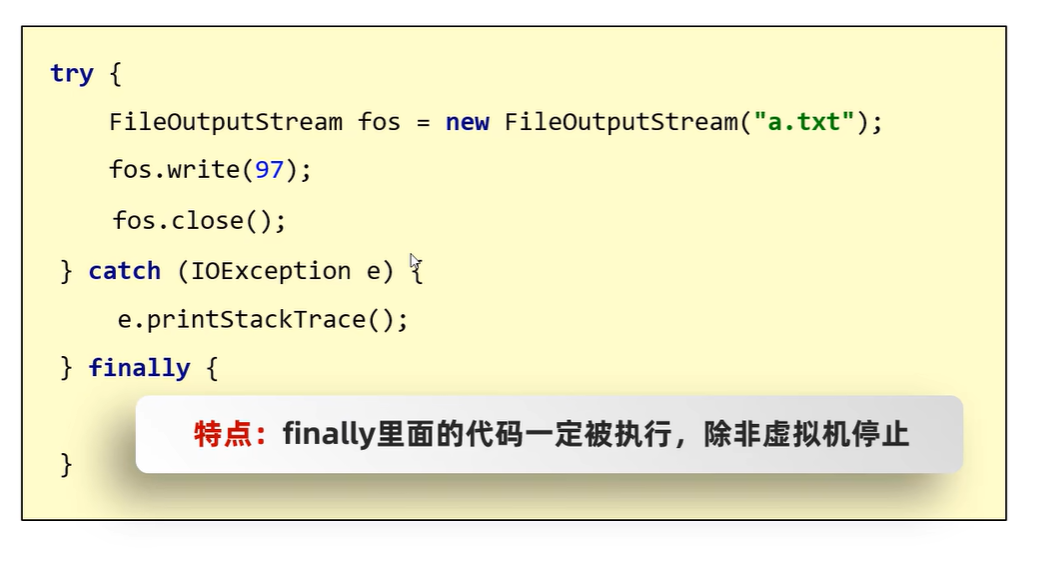 try {
FileOutputStream fos = new FileOutputStream("a.txt");
fos.write(97);
fos.close();
} catch (IOException e) {
e.printStackTrace();
} finally {
特点：finally里面的代码一定被执行，除非虚拟机停止
}